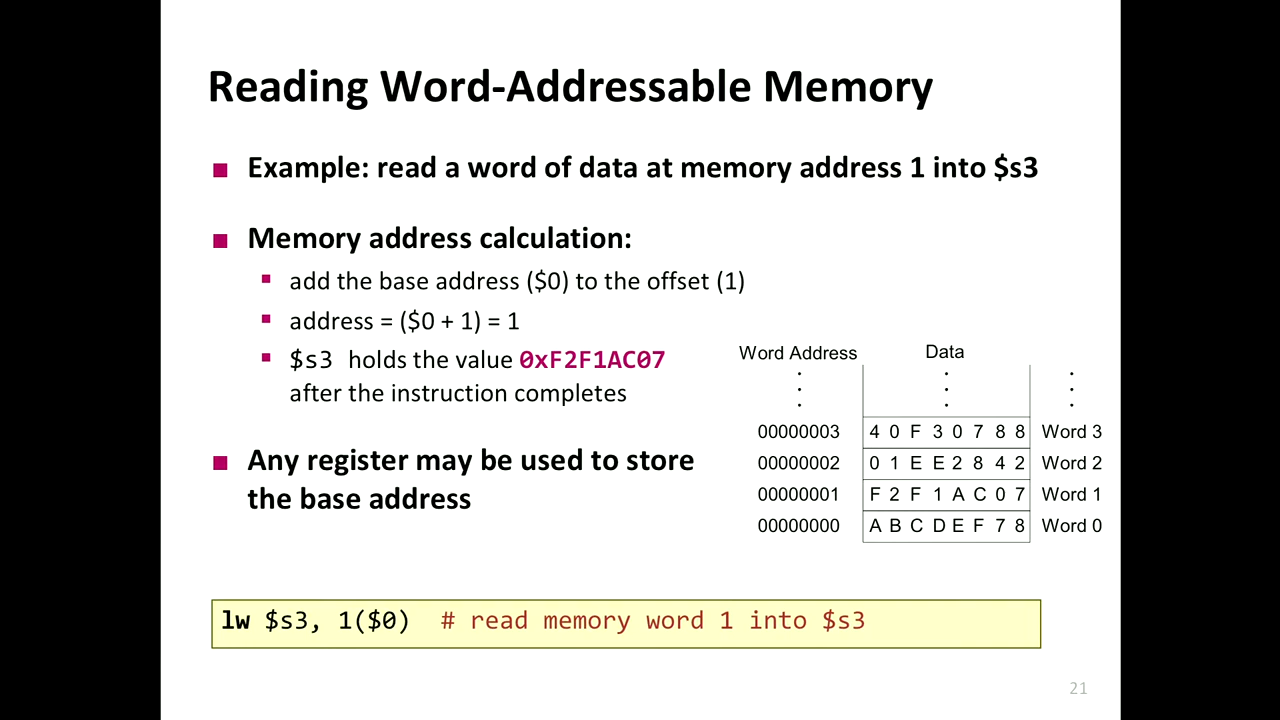 Reading Word-Addressable Memory
Example: read a word of data at memory address 1 into $s3
Memory address calculation:
add the base address ($0) to the offset (1)
address = ($0 + 1) = 1
$s3 holds the value 0xF2F1AC07
after the instruction completes
Any register may be used to store
the base address
Word Address Data
00000003 4 0 F 3 0 7 8 8 Word 3
00000002 0 1 E E 2 8 4 2 Word 2
00000001 F 2 F 1 A C 0 7 Word 1
00000000 A B C D E F 7 8 Word 0
lw $s3, 1($0) # read memory word 1 into $s3
21